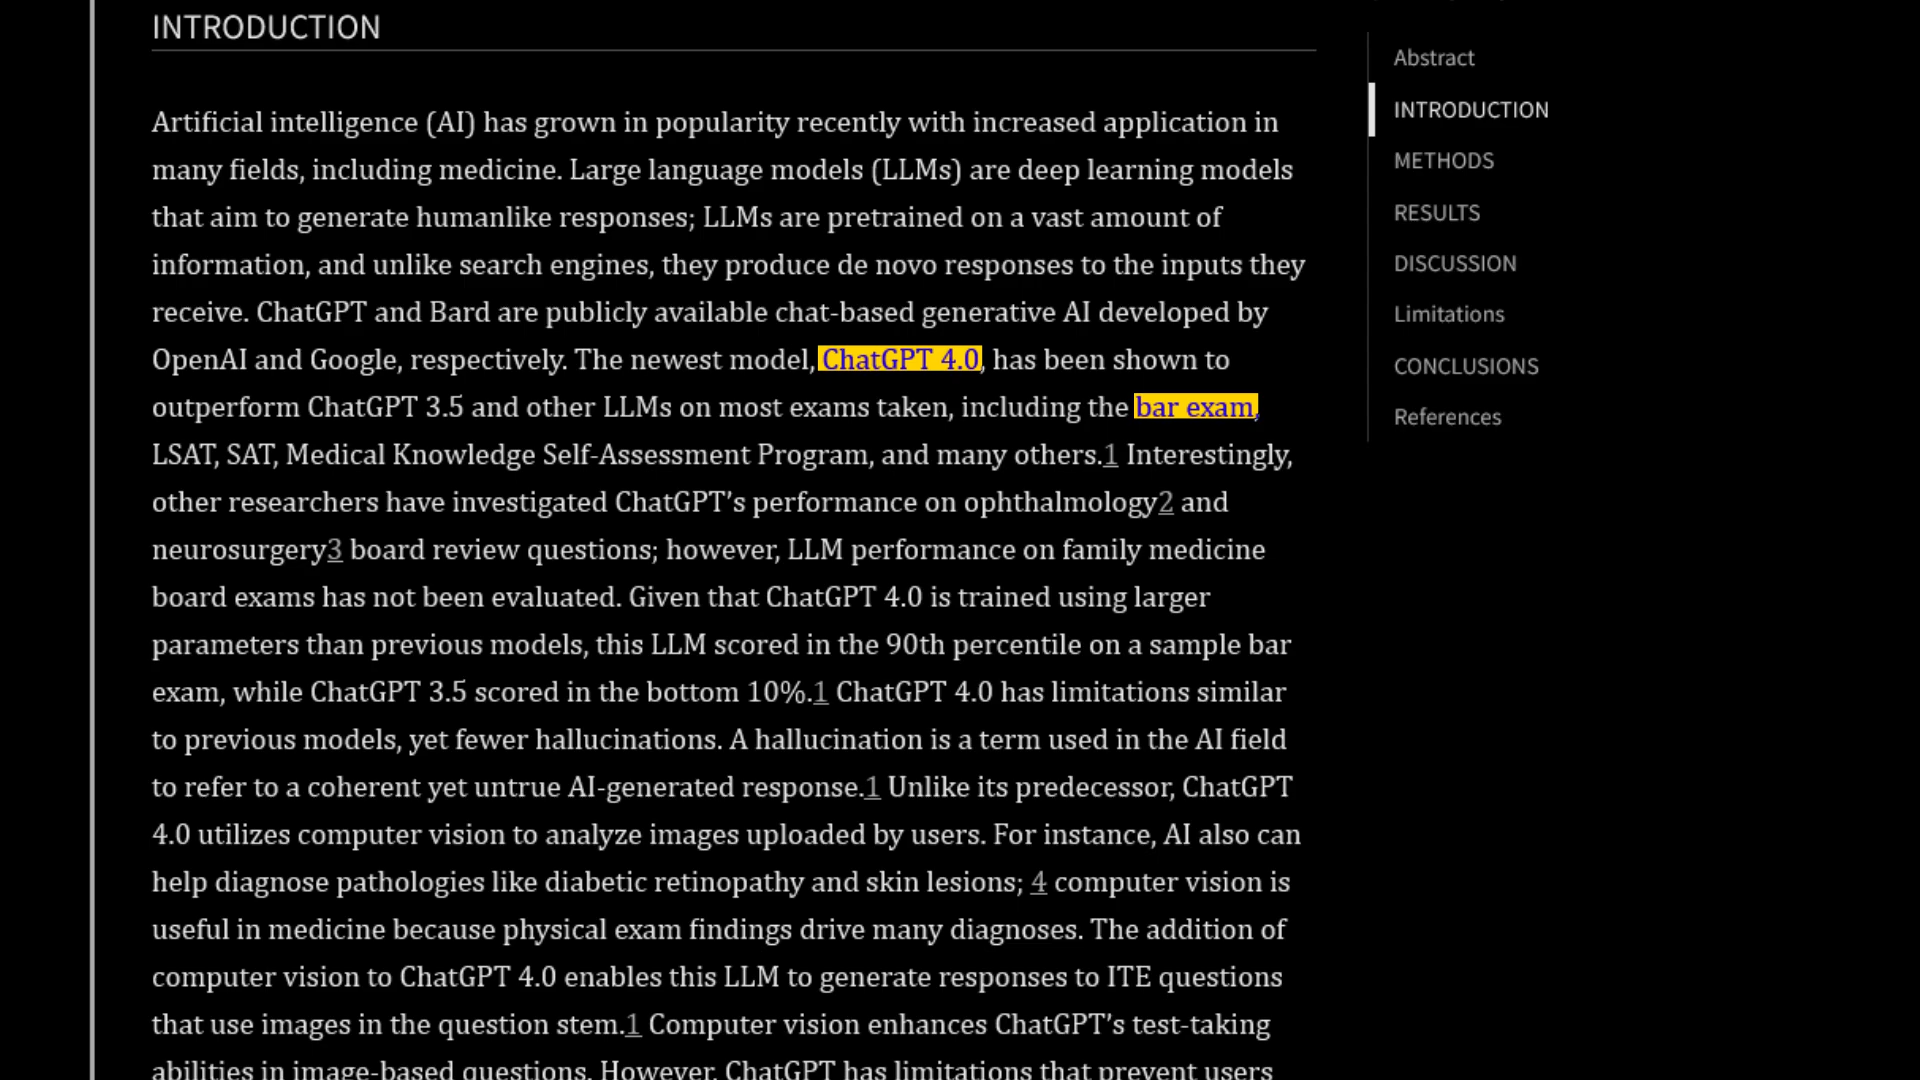 INTRODUCTION
Artificial intelligence (AI) has grown in popularity recently with increased application in
many fields, including medicine. Large language models (LLMs) are deep learning models
that aim to generate humanlike responses; LLMs are pretrained on a vast amount of
information, and unlike search engines, they produce de novo responses to the inputs they
receive. ChatGPT and Bard are publicly available chat-based generative AI developed by
OpenAI and Google, respectively. The newest model, ChatGPT 4.0, has been shown to
outperform ChatGPT 3.5 and other LLMs on most exams taken, including the bar exam,
LSAT, SAT, Medical Knowledge Self-Assessment Program, and many others.1 Interestingly,
other researchers have investigated ChatGPT’s performance on ophthalmology2 and
neurosurgery3 board review questions; however, LLM performance on family medicine
board exams has not been evaluated. Given that ChatGPT 4.0 is trained using larger
parameters than previous models, this LLM scored in the 90th percentile on a sample bar
exam, while ChatGPT 3.5 scored in the bottom 10%.1 ChatGPT 4.0 has limitations similar
to previous models, yet fewer hallucinations. A hallucination is a term used in the AI field
to refer to a coherent yet untrue AI-generated response.1 Unlike its predecessor, ChatGPT
4.0 utilizes computer vision to analyze images uploaded by users. For instance, AI also can
help diagnose pathologies like diabetic retinopathy and skin lesions; 4 computer vision is
useful in medicine because physical exam findings drive many diagnoses. The addition of
computer vision to ChatGPT 4.0 enables this LLM to generate responses to ITE questions
that use images in the question stem.1 Computer vision enhances ChatGPT’s test-taking
abilities in image-based questions. However, ChatGPT has limitations that prevent users
Abstract
INTRODUCTION
METHODS
RESULTS
DISCUSSION
Limitations
CONCLUSIONS
References